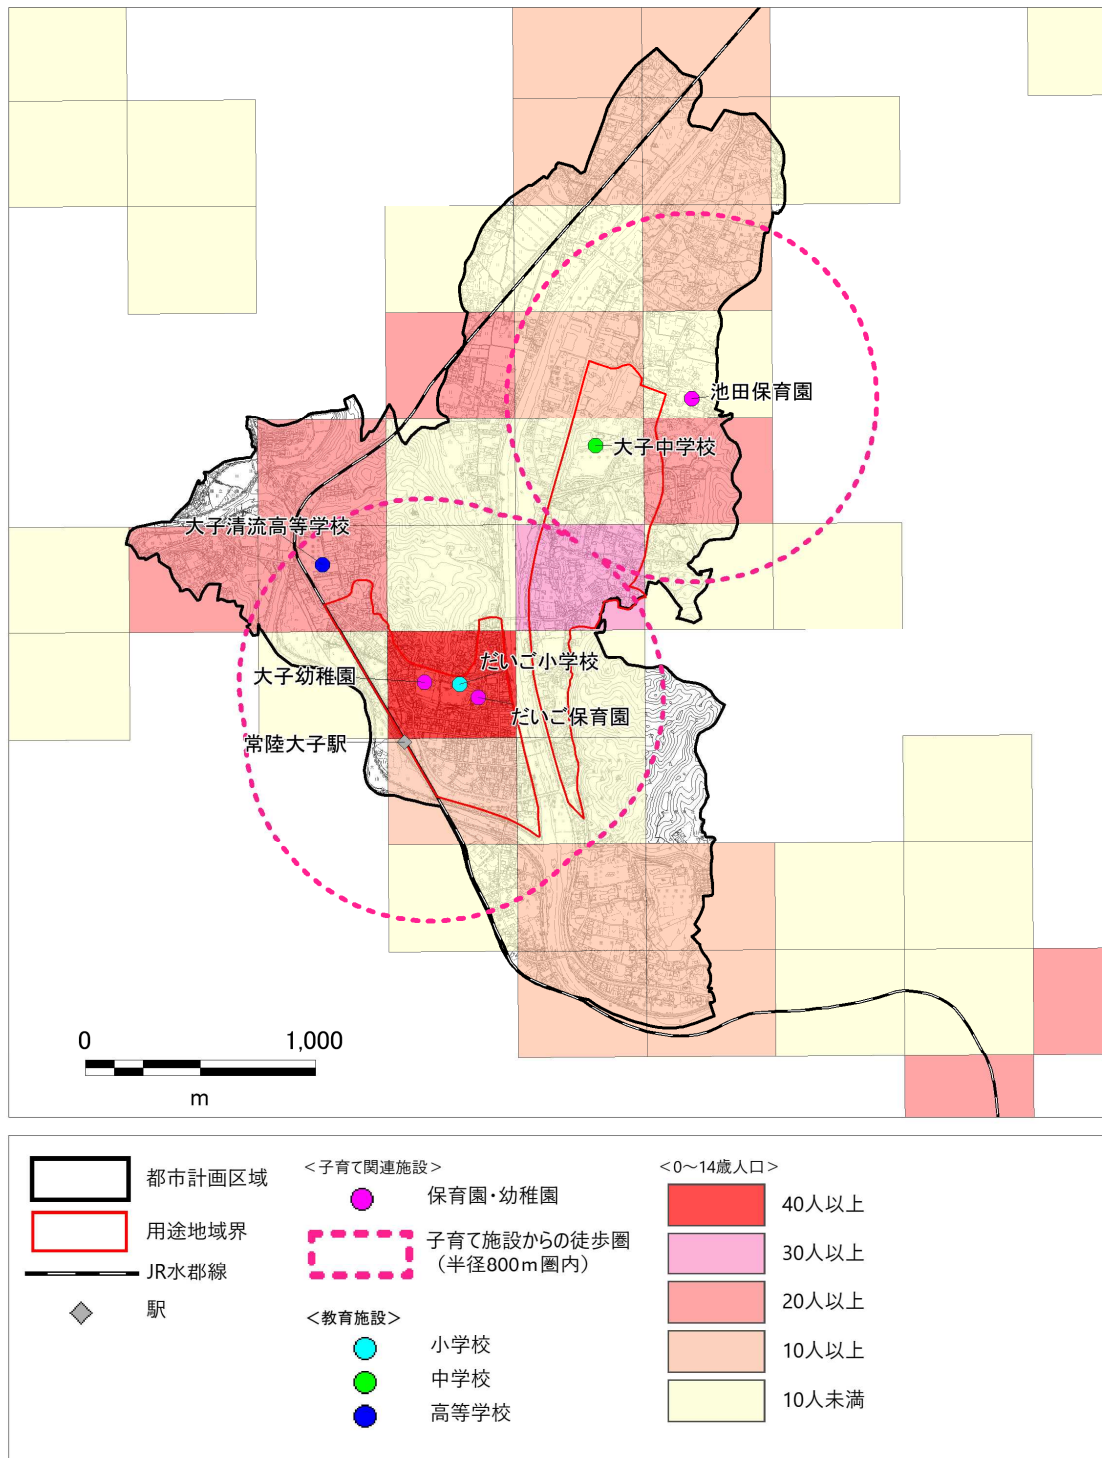 池田保育園
大子中学校
大子清流高等学校
だいご小学校
大子幼稚園
だいご保育園
常陸大子駅
0 1,000
m
都市計画区域
用途地域界
JR水郡線
駅
＜子育て関連施設＞
保育園・幼稚園
子育て施設からの徒歩圏
（半径800ｍ圏内）
＜教育施設＞
小学校
中学校
高等学校
＜0～14歳人口＞
40人以上
30人以上
20人以上
10人以上
10人未満